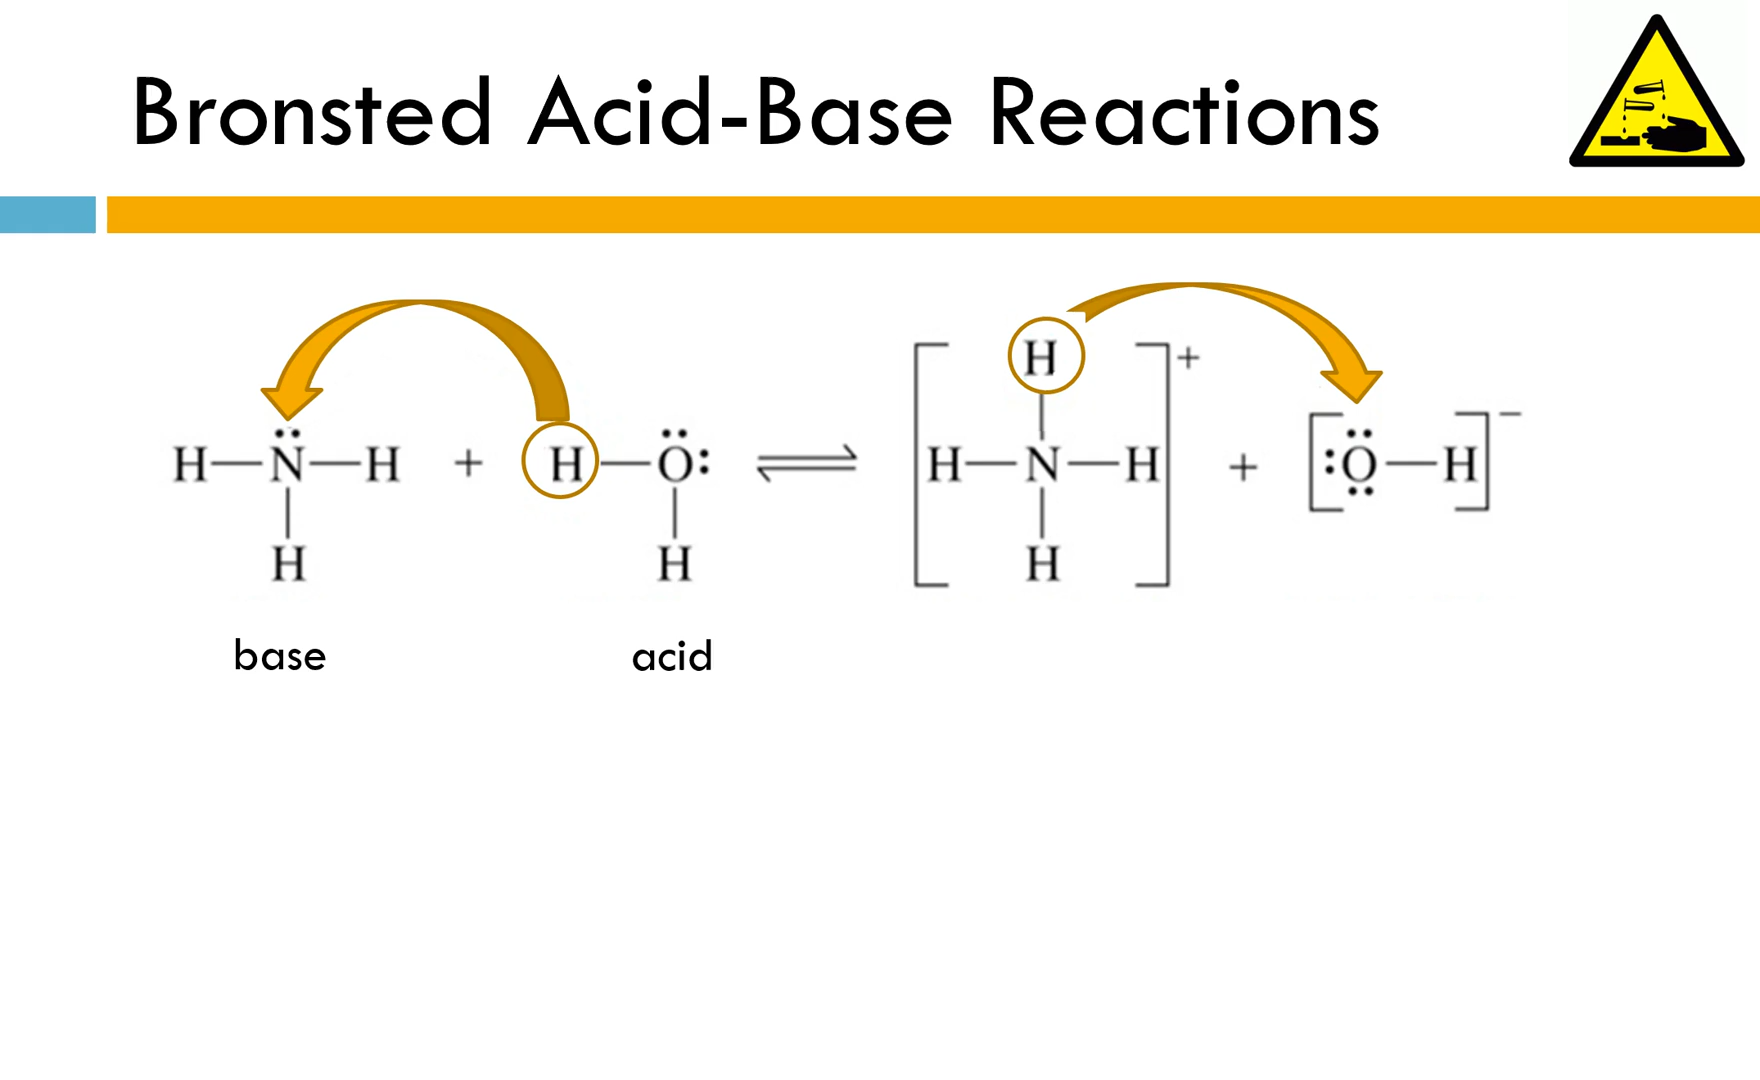 Bronsted Acid-Base Reactions
H
H—N̈—H + H—Ö: ⇌ [H—N—H]⁺ + [:Ö—H]⁻
H H H
base acid